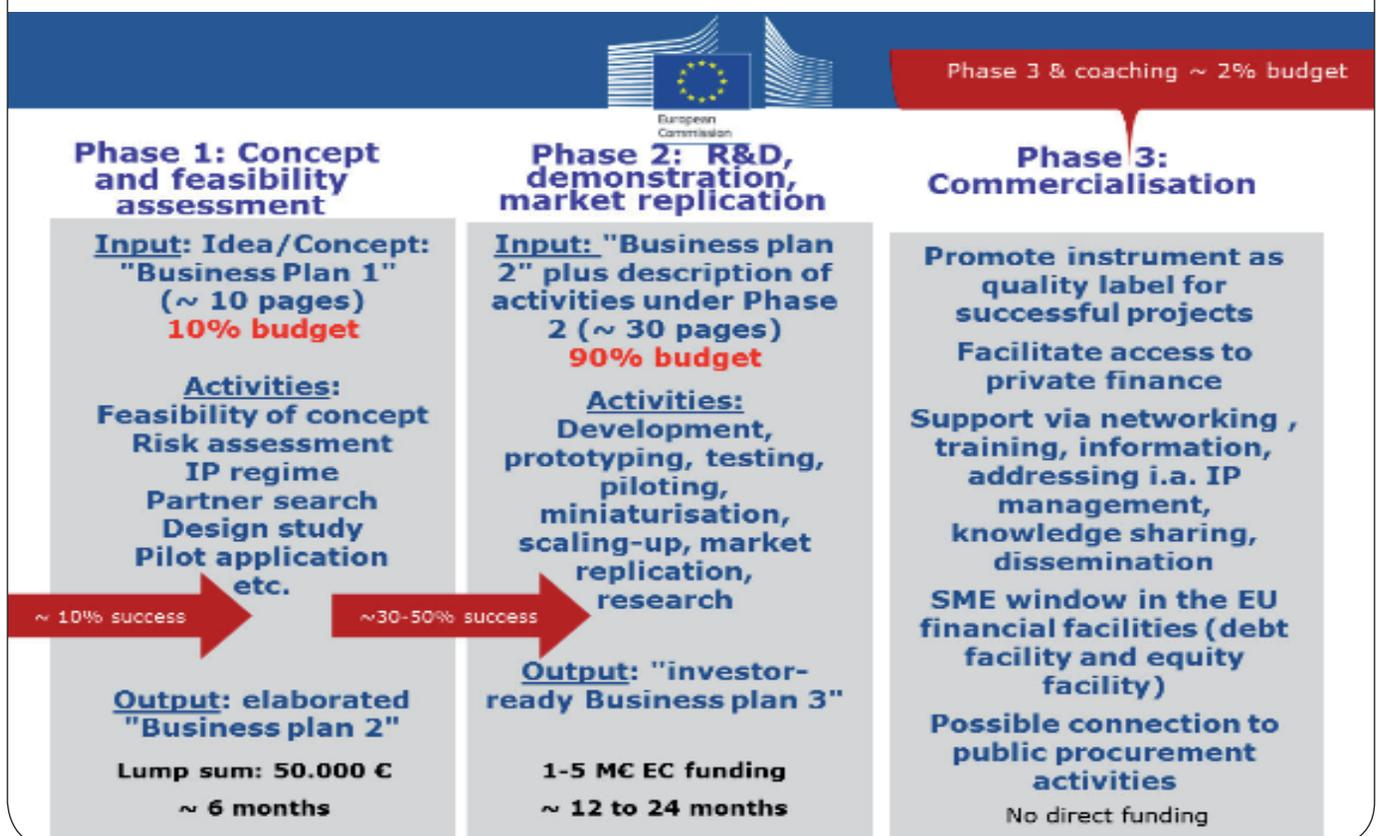 European
Commission
Phase 3 & coaching ~ 2% budget
Phase 1: Concept
and feasibility
assessment
Input: Idea/Concept:
"Business Plan 1"
(~ 10 pages)
10% budget
Activities:
Feasibility of concept
Risk assessment
IP regime
Partner search
Design study
Pilot application
etc.
~ 10% success
Output: elaborated
"Business plan 2"
Lump sum: 50.000 €
~ 6 months
Phase 2: R&D,
demonstration,
market replication
Input: "Business plan
2" plus description of
activities under Phase
2 (~ 30 pages)
90% budget
Activities:
Development,
prototyping, testing,
piloting,
miniaturisation,
scaling-up, market
replication,
research
~30-50% success
Output: "investor-
ready Business plan 3"
1-5 M€ EC funding
~ 12 to 24 months
Phase 3:
Commercialisation
Promote instrument as
quality label for
successful projects
Facilitate access to
private finance
Support via networking ,
training, information,
addressing i.a. IP
management,
knowledge sharing,
dissemination
SME window in the EU
financial facilities (debt
facility and equity
facility)
Possible connection to
public procurement
activities
No direct funding